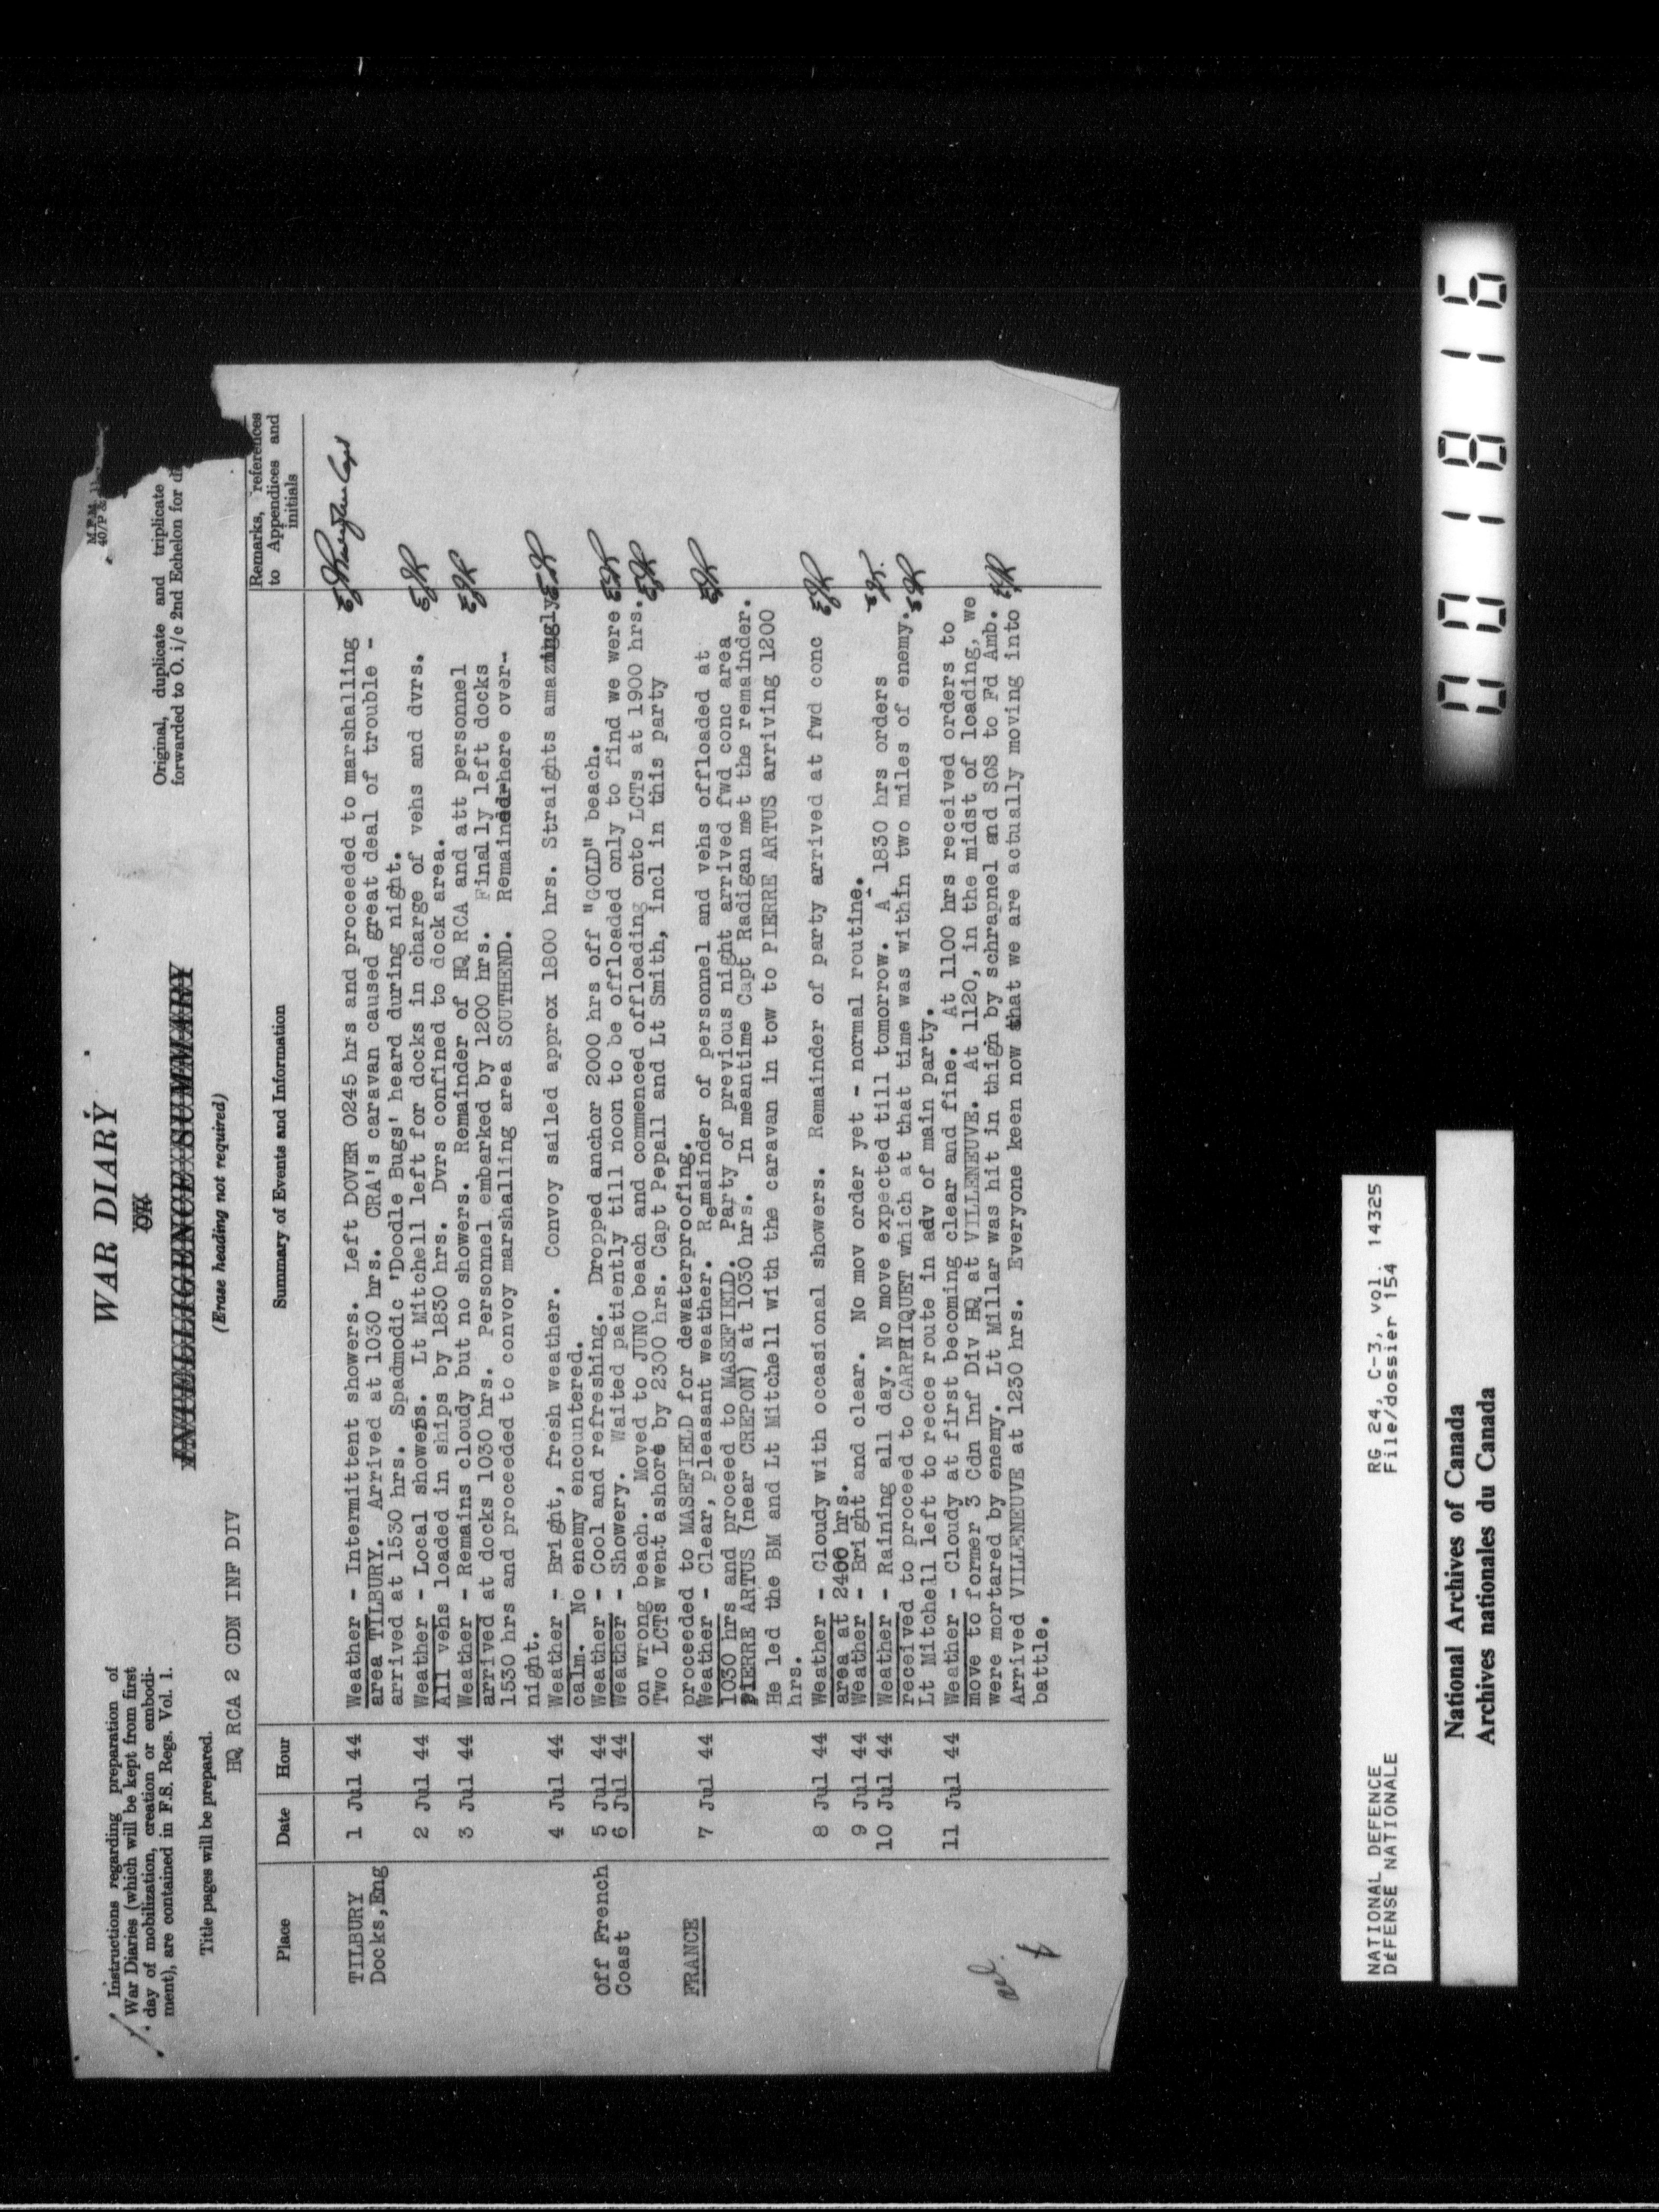 Instructions regarding preparation of
War Diaries (which will be kept from first
day of mobilization, creation or embodi-
ment), are contained in F.S. Regs. Vol. 1.
Title pages will be prepared.
WAR DIARY
OR
INTELLIGENCE SUMMARY
(Erase heading not required)
M.F.M. 11
40/P &
Original, duplicate and triplicate
forwarded to O. i/c 2nd Echelon for di
HQ RCA 2 CDN INF DIV
Place Date Hour Summary of Events and Information Remarks, references
to Appendices and
initials
TILBURY 1 Jul 44 Weather - Intermittent showers. Left DOVER 0245 hrs and proceeded to marshalling
Docks,Eng area TILBURY. Arrived at 1030 hrs. CRA's caravan caused great deal of trouble -
arrived at 1530 hrs. Spadmodic 'Doodle Bugs' heard during night.
2 Jul 44 Weather - Local showers. Lt Mitchell left for docks in charge of vehs and dvrs.
All vehs loaded in ships by 1830 hrs. Dvrs confined to dock area.
3 Jul 44 Weather - Remains cloudy but no showers. Remainder of HQ RCA and att personnel
arrived at docks 1030 hrs. Personnel embarked by 1200 hrs. Finally left docks
1530 hrs and proceeded to convoy marshalling area SOUTHEND. Remained here over-
night.
4 Jul 44 Weather - Bright, fresh weather. Convoy sailed approx 1800 hrs. Straights amazingly
calm. No enemy encountered.
Off French 5 Jul 44 Weather - Cool and refreshing. Dropped anchor 2000 hrs off "GOLD" beach.
Coast 6 Jul 44 Weather - Showery. Waited patiently till noon to be offloaded only to find we were
on wrong beach. Moved to JUNO beach and commenced offloading onto LCTs at 1900 hrs.
Two LCTs went ashore by 2300 hrs. Capt Pepall and Lt Smith, incl in this party
proceeded to MASEFIELD for dewaterproofing.
FRANCE 7 Jul 44 Weather - Clear, pleasant weather. Remainder of personnel and vehs offloaded at
1030 hrs and proceed to MASEFIELD. Party of previous night arrived fwd conc area
PIERRE ARTUS (near CREPON) at 1030 hrs. In meantime Capt Radigan met the remainder.
He led the BM and Lt Mitchell with the caravan in tow to PIERRE ARTUS arriving 1200
hrs.
8 Jul 44 Weather - Cloudy with occasional showers. Remainder of party arrived at fwd conc
area at 2400 hrs.
9 Jul 44 Weather - Bright and clear. No mov order yet - normal routine.
10 Jul 44 Weather - Raining all day. No move expected till tomorrow. A 1830 hrs orders
received to proceed to CARPHIQUET which at that time was within two miles of enemy.
Lt Mitchell left to recce route in adv of main party.
11 Jul 44 Weather - Cloudy at first becoming clear and fine. At 1100 hrs received orders to
move to former 3 Cdn Inf Div HQ at VILLENEUVE. At 1120, in the midst of loading, we
were mortared by enemy. Lt Millar was hit in thigh by schrapnel and SOS to Fd Amb.
Arrived VILLENEUVE at 1230 hrs. Everyone keen now that we are actually moving into
battle.
NATIONAL DEFENCE RG 24, C-3, vol. 14325
DéFENSE NATIONALE File/dossier 154
National Archives of Canada
Archives nationales du Canada
001816